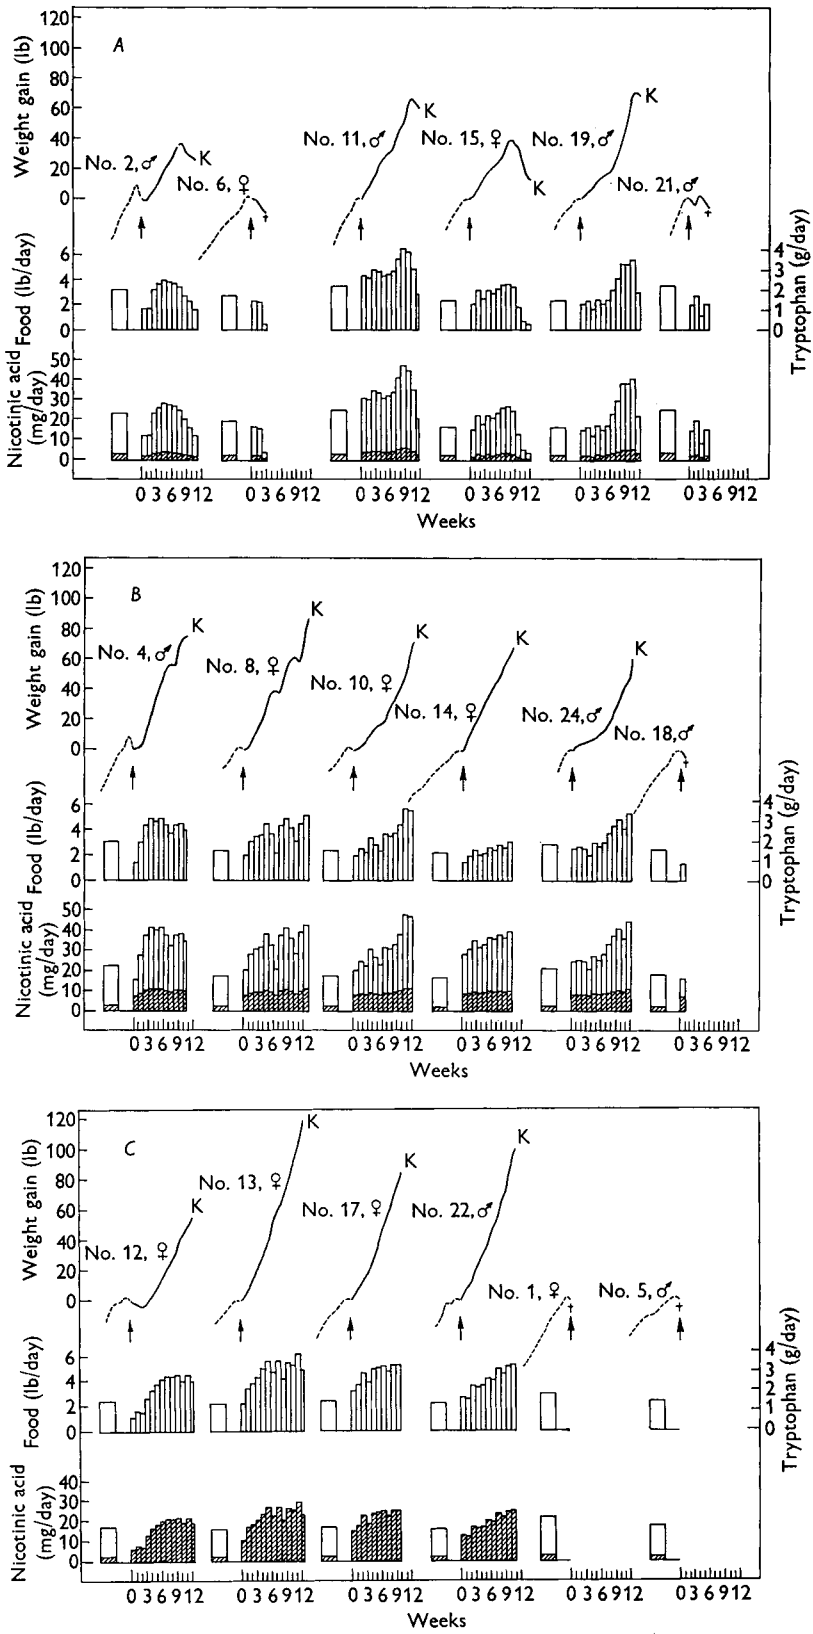 A
Weight gain (lb)
120
100
80
60
40
20
0
No. 2, ♂
K
No. 6, ♀
†
No. 11, ♂
K
No. 15, ♀
K
No. 19, ♂
K
No. 21, ♂
†
Food (lb/day)
6
4
2
0
Tryptophan (g/day)
4
3
2
1
0
Nicotinic acid
(mg/day)
50
40
30
20
10
0
0 3 6 9 12 0 3 6 9 12 0 3 6 9 12 0 3 6 9 12 0 3 6 9 12 0 3 6 9 12
Weeks
B
Weight gain (lb)
120
100
80
60
40
20
0
No. 4, ♂
K
No. 8, ♀
K
No. 10, ♀
K
No. 14, ♀
K
No. 24, ♂
K
No. 18, ♂
†
Food (lb/day)
6
4
2
0
Tryptophan (g/day)
4
3
2
1
0
Nicotinic acid
(mg/day)
50
40
30
20
10
0
0 3 6 9 12 0 3 6 9 12 0 3 6 9 12 0 3 6 9 12 0 3 6 9 12 0 3 6 9 12
Weeks
C
Weight gain (lb)
120
100
80
60
40
20
0
No. 12, ♀
K
No. 13, ♀
K
No. 17, ♀
K
No. 22, ♂
K
No. 1, ♀
†
No. 5, ♂
†
Food (lb/day)
6
4
2
0
Tryptophan (g/day)
4
3
2
1
0
Nicotinic acid
(mg/day)
40
30
20
10
0
0 3 6 9 12 0 3 6 9 12 0 3 6 9 12 0 3 6 9 12 0 3 6 9 12 0 3 6 9 12
Weeks